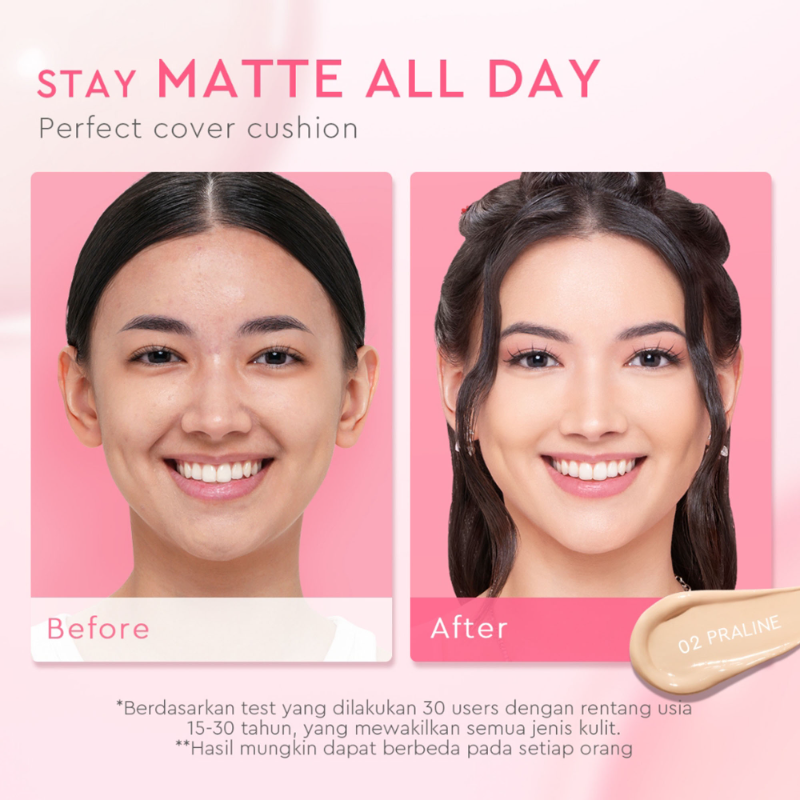 STAY MATTE ALL DAY
Perfect cover cushion
Before
After
02 PRALINE
*Berdasarkan test yang dilakukan 30 users dengan rentang usia
15-30 tahun, yang mewakilkan semua jenis kulit.
**Hasil mungkin dapat berbeda pada setiap orang